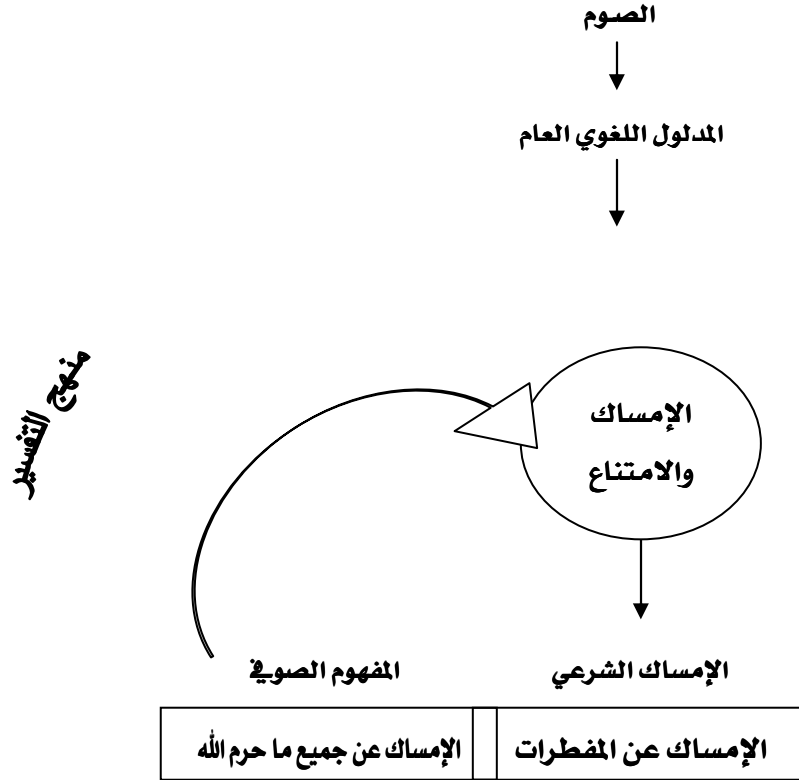 الصوم
المدلول اللغوي العام
منهج التفسير
الإمساك
والامتناع
الإمساك الشرعي
المفهوم الصوفي
الإمساك عن المفطرات
الإمساك عن جميع ما حرم الله